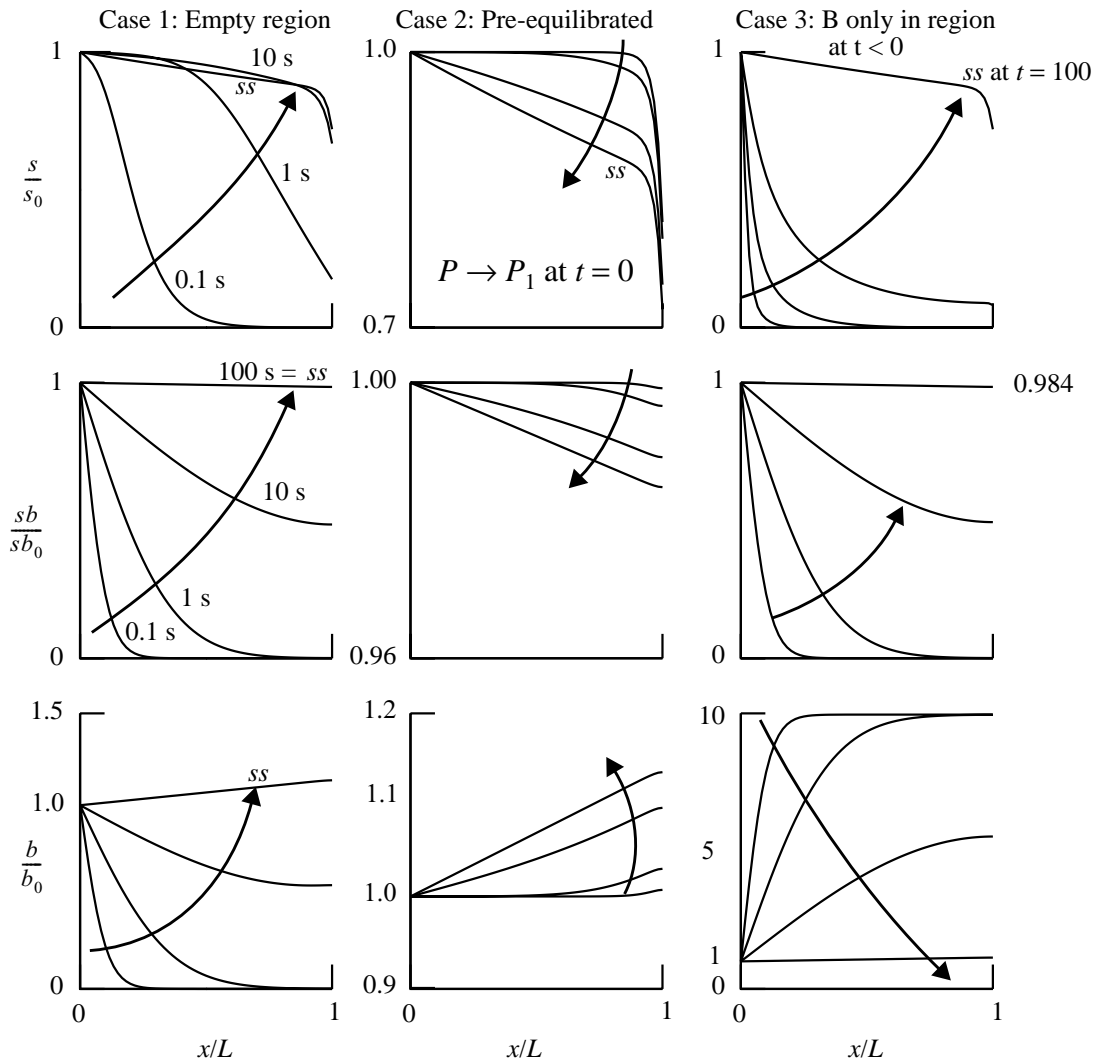 Case 1: Empty region
Case 2: Pre-equilibrated
Case 3: B only in region
at t < 0
1
10 s
ss
1 s
0.1 s
0
s
s0
1.0
ss
P → P1 at t = 0
0.7
1
ss at t = 100
0
1
100 s = ss
10 s
1 s
0.1 s
0
sb
sb0
1.00
0.96
1
0.984
0
1.5
ss
1.0
b
b0
0
0
1
x/L
1.2
1.1
1.0
0.9
0
1
x/L
10
5
1
0
0
1
x/L